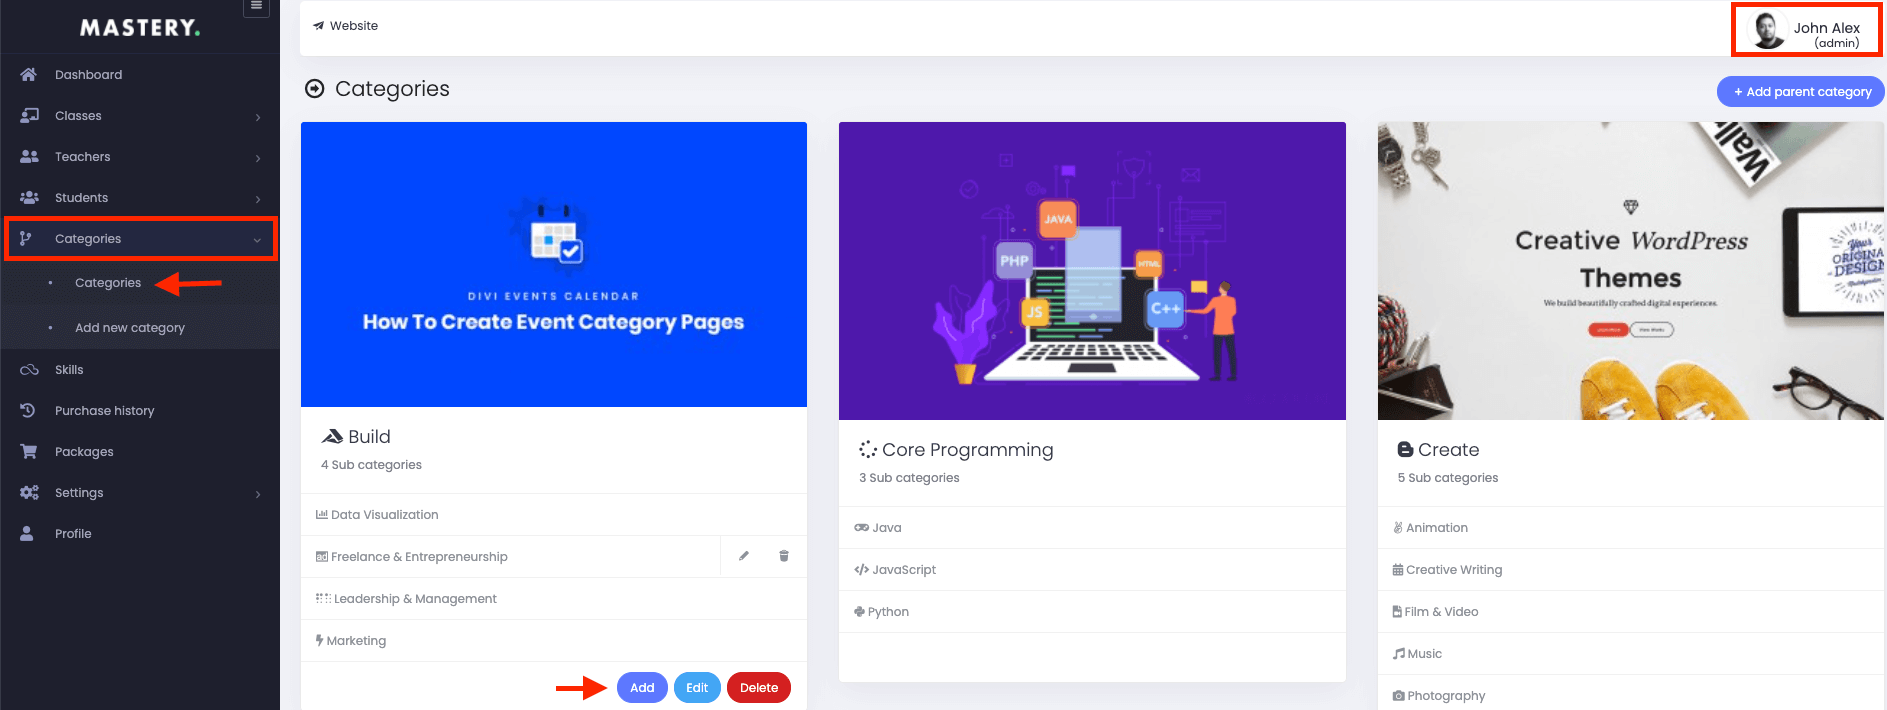 MASTERY.
Dashboard
Classes
Teachers
Students
Categories
Categories
Add new category
Skills
Purchase history
Packages
Settings
Profile
Website
John Alex
(admin)
Categories
+ Add parent category
DIVI EVENTS CALENDAR
How To Create Event Category Pages
Build
4 Sub categories
Data Visualization
Freelance & Entrepreneurship
Leadership & Management
Marketing
Add Edit Delete
JAVA
PHP
HTML
JS
C++
Core Programming
3 Sub categories
Java
JavaScript
Python
Wall
Creative WordPress
Themes
We build beautifully crafted digital experiences.
Your
ORIGINA
DESIGN
Create
5 Sub categories
Animation
Creative Writing
Film & Video
Music
Photography